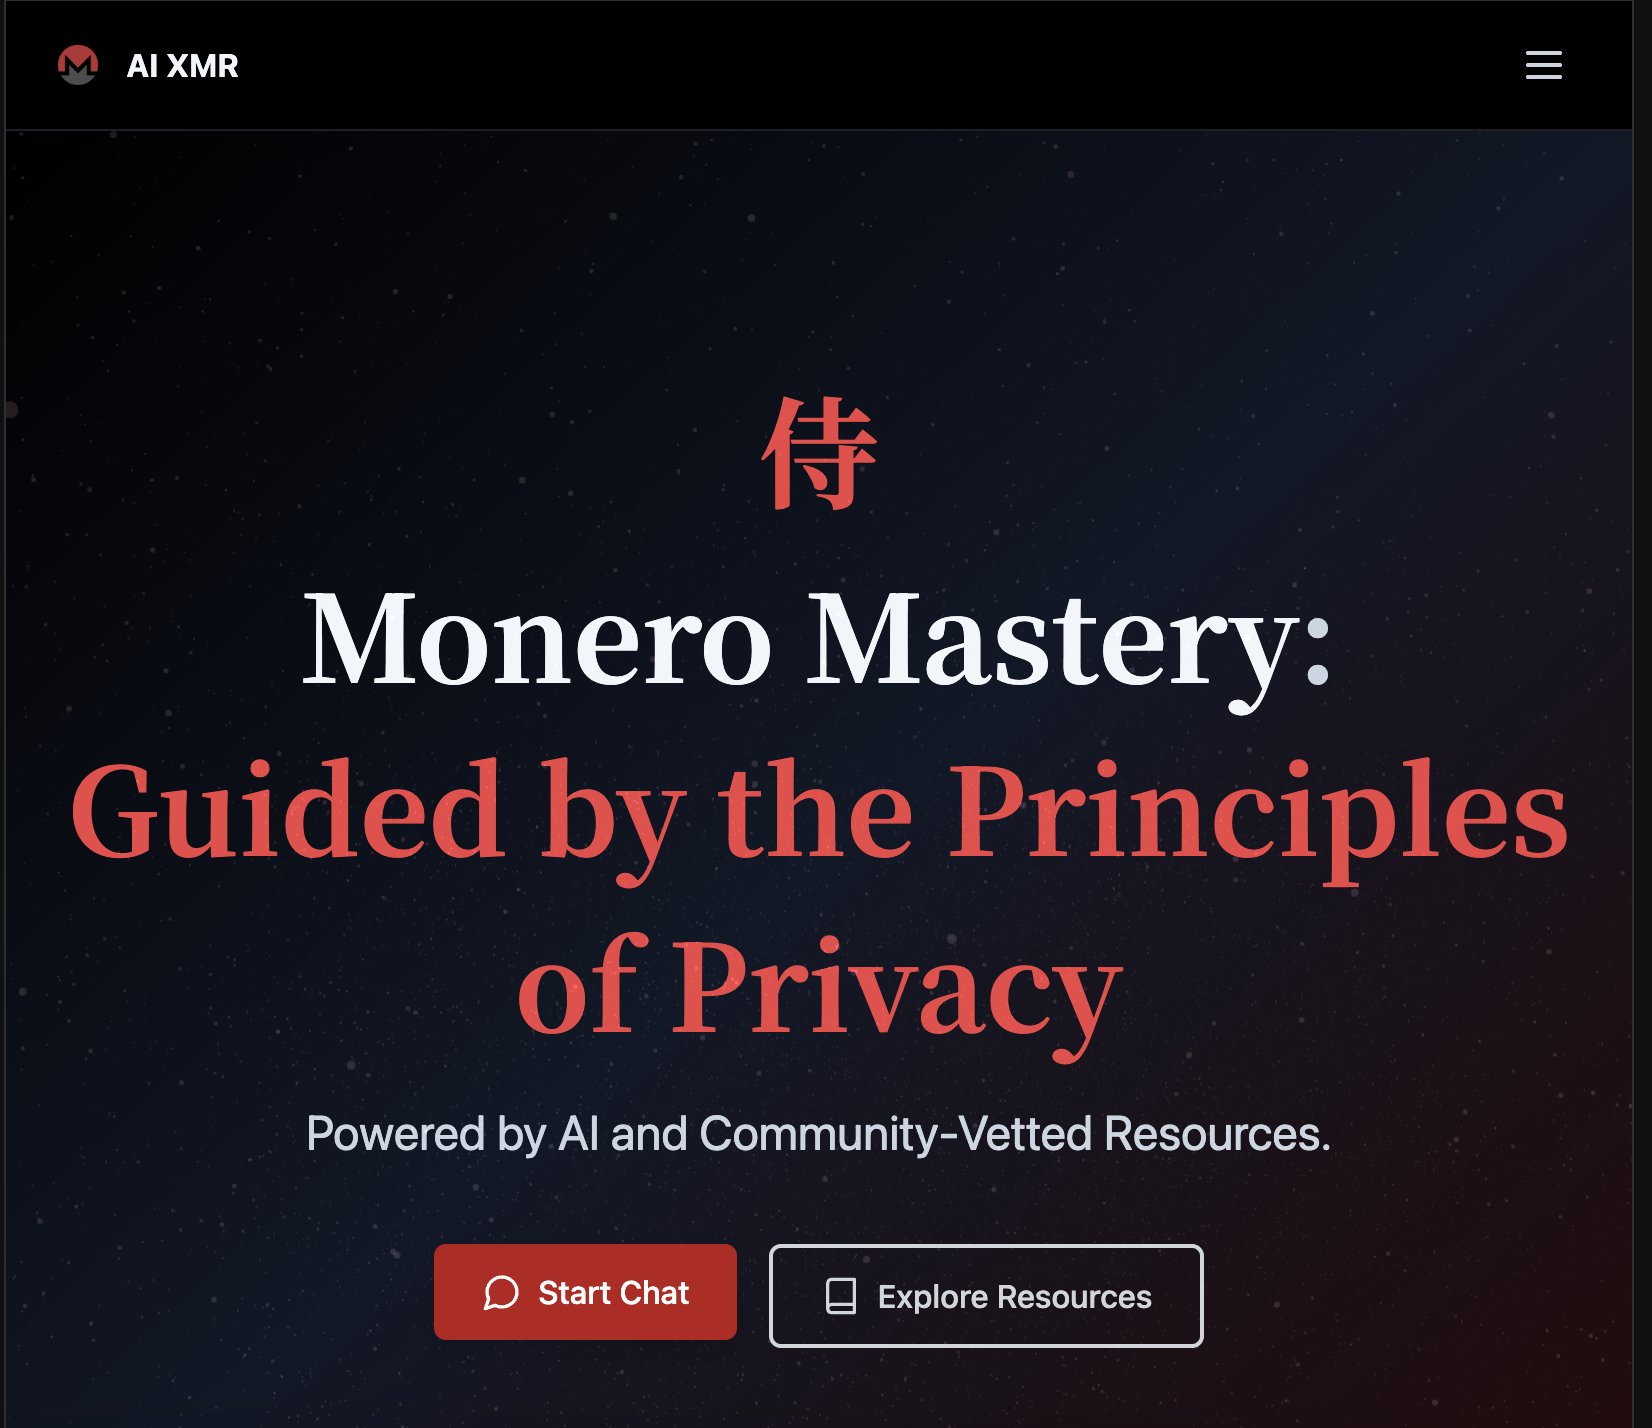 AI XMR
侍
Monero Mastery:
Guided by the Principles
of Privacy
Powered by AI and Community-Vetted Resources.
Start Chat
Explore Resources